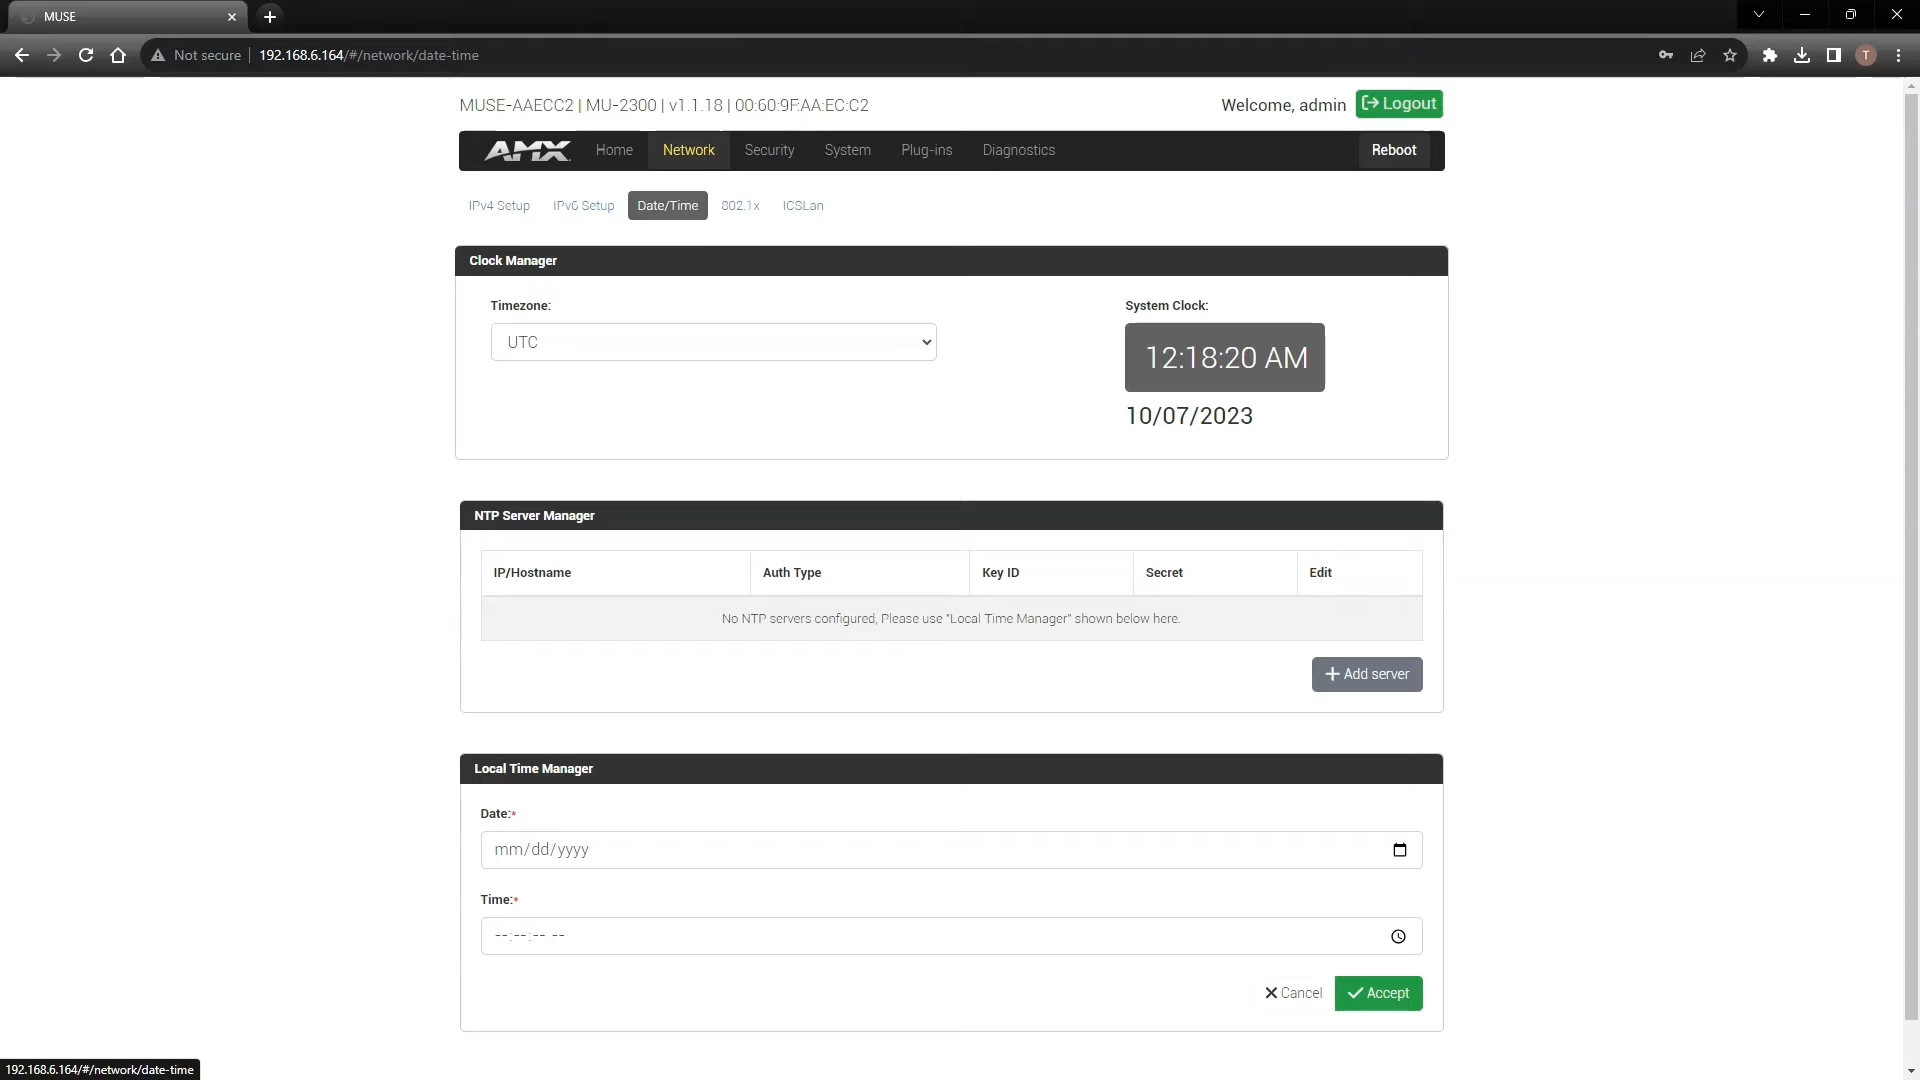 MUSE
Not secure
192.168.6.164/#/network/date-time
T
MUSE-AAECC2 | MU-2300 | v1.1.18 | 00:60:9F:AA:EC:C2
Welcome, admin
Logout
AMX
Home
Network
Security
System
Plug-ins
Diagnostics
Reboot
IPv4 Setup
IPv6 Setup
Date/Time
802.1x
ICSLan
Clock Manager
Timezone:
UTC
System Clock:
12:18:20 AM
10/07/2023
NTP Server Manager
IP/Hostname
Auth Type
Key ID
Secret
Edit
No NTP servers configured, Please use "Local Time Manager" shown below here.
Add server
Local Time Manager
Date:*
mm/dd/yyyy
Time:*
--:--:-- --
Cancel
Accept
192.168.6.164/#/network/date-time